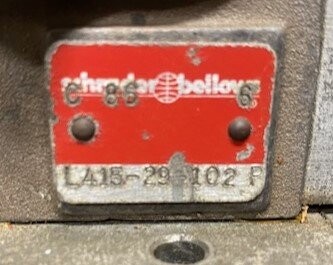 schrader bellows
C 86 6
L415-29-102 F